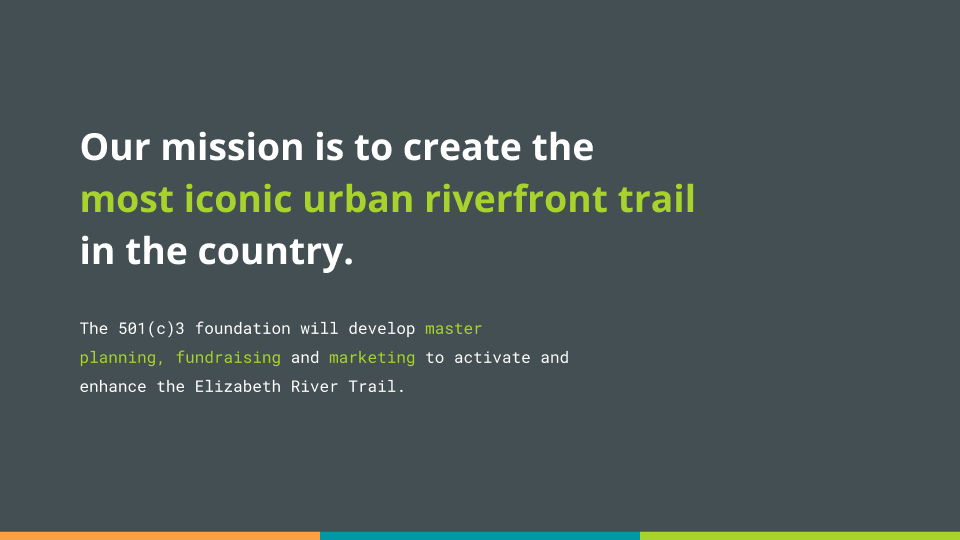 Our mission is to create the
most iconic urban riverfront trail
in the country.
The 501(c)3 foundation will develop master
planning, fundraising and marketing to activate and
enhance the Elizabeth River Trail.